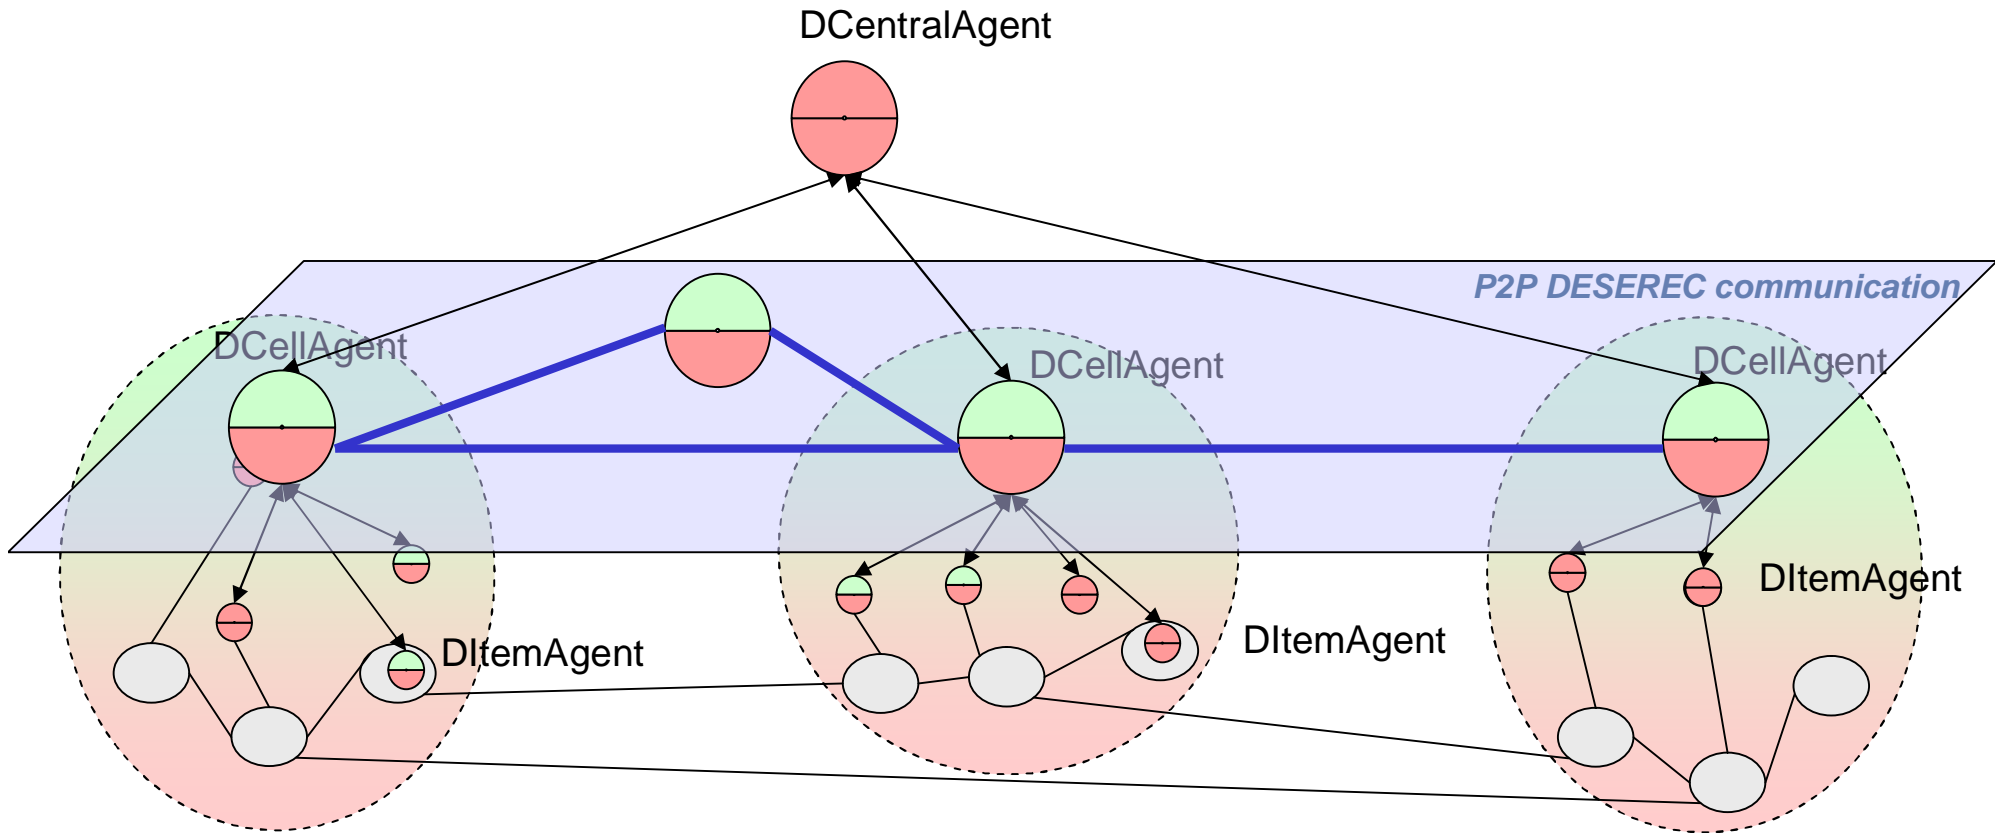 DCentralAgent
P2P DESEREC communication
DCellAgent
DCellAgent
DCellAgent
DItemAgent
DItemAgent
DItemAgent